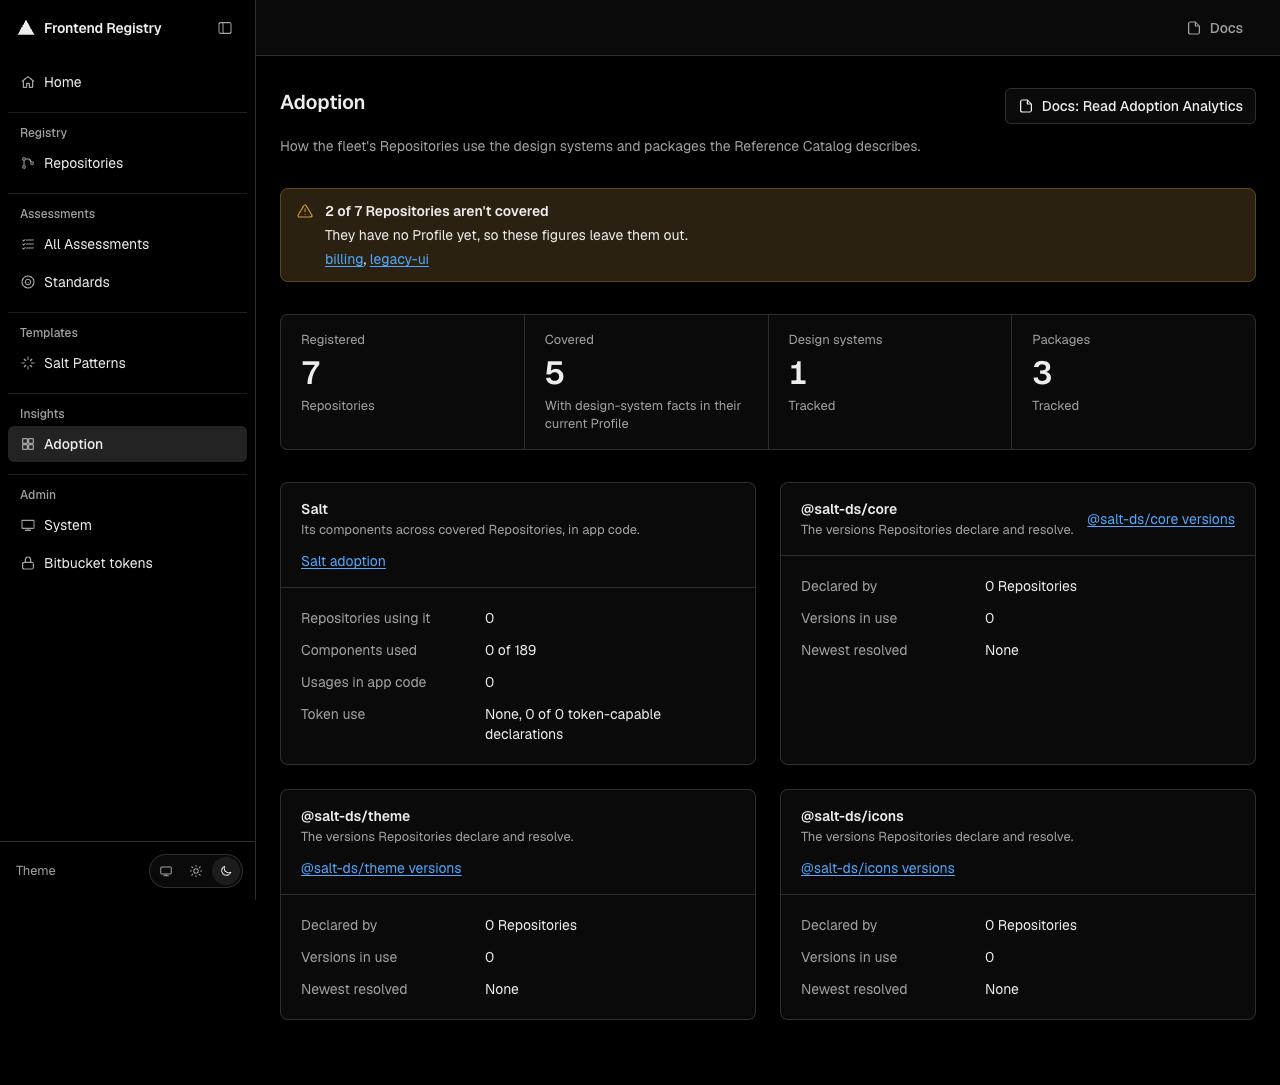 Frontend Registry
Docs
Home
Registry
Repositories
Assessments
All Assessments
Standards
Templates
Salt Patterns
Insights
Adoption
Admin
System
Bitbucket tokens
Theme
Adoption
Docs: Read Adoption Analytics
How the fleet's Repositories use the design systems and packages the Reference Catalog describes.
2 of 7 Repositories aren't covered
They have no Profile yet, so these figures leave them out.
billing, legacy-ui
Registered
7
Repositories
Covered
5
With design-system facts in their
current Profile
Design systems
1
Tracked
Packages
3
Tracked
Salt
Its components across covered Repositories, in app code.
Salt adoption
Repositories using it 0
Components used 0 of 189
Usages in app code 0
Token use None, 0 of 0 token-capable
declarations
@salt-ds/core
The versions Repositories declare and resolve.
@salt-ds/core versions
Declared by 0 Repositories
Versions in use 0
Newest resolved None
@salt-ds/theme
The versions Repositories declare and resolve.
@salt-ds/theme versions
Declared by 0 Repositories
Versions in use 0
Newest resolved None
@salt-ds/icons
The versions Repositories declare and resolve.
@salt-ds/icons versions
Declared by 0 Repositories
Versions in use 0
Newest resolved None